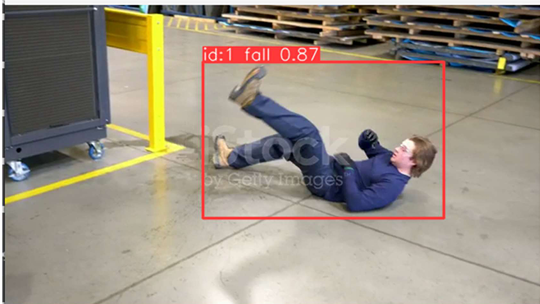 id:1 fall 0.87
iStock
by Getty Images